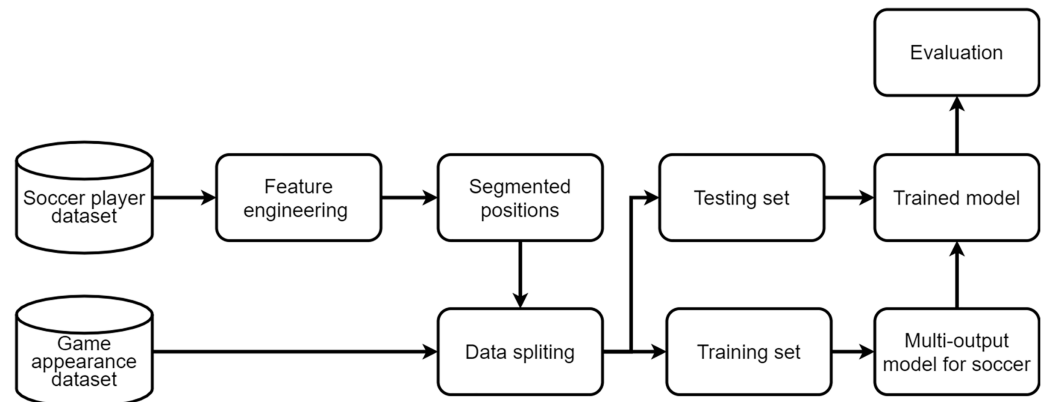 Evaluation
Soccer player
dataset
Feature
engineering
Segmented
positions
Testing set
Trained model
Game
appearance
dataset
Data spliting
Training set
Multi-output
model for soccer